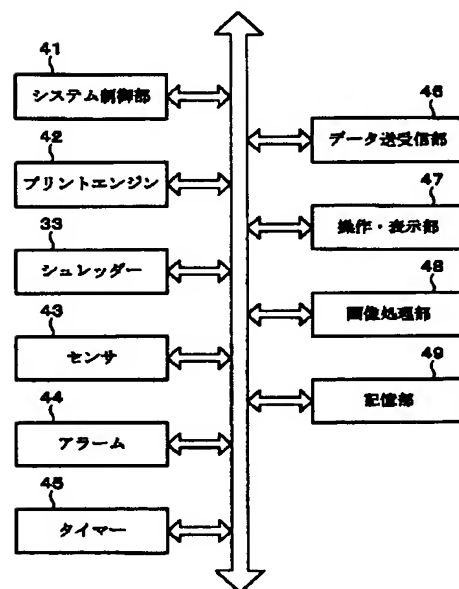 41
システム制御部
42
プリントエンジン
33
シュレッダー
43
センサ
44
アラーム
45
タイマー
46
データ送受信部
47
操作・表示部
48
画像処理部
49
記憶部